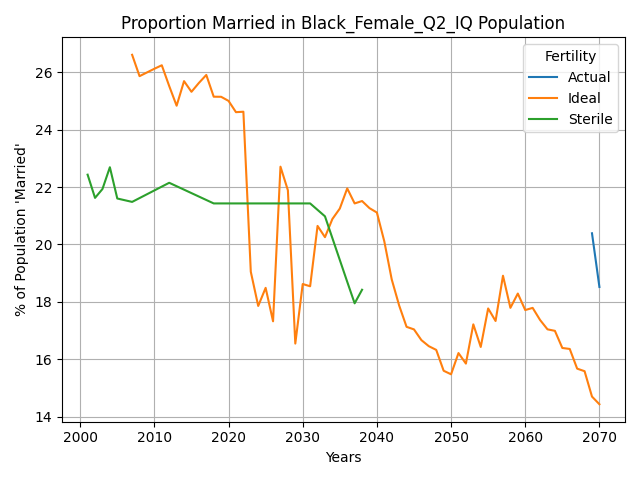 Proportion Married in Black_Female_Q2_IQ Population
% of Population 'Married'
26
24
22
20
18
16
14
Fertility
Actual
Ideal
Sterile
2000 2010 2020 2030 2040 2050 2060 2070
Years